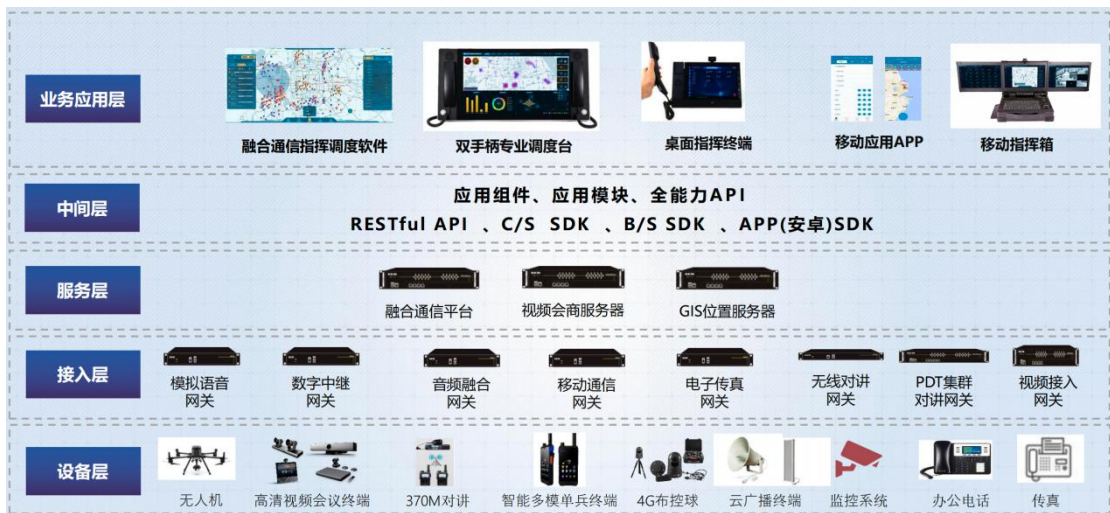 业务应用层
融合通信指挥调度软件
双手柄专业调度台
桌面指挥终端
移动应用APP
移动指挥箱
中间层
应用组件、应用模块、全能力API
RESTful API 、C/S SDK 、B/S SDK 、APP(安卓)SDK
服务层
融合通信平台
视频会商服务器
GIS位置服务器
接入层
模拟语音
网关
数字中继
网关
音频融合
网关
移动通信
网关
电子传真
网关
无线对讲
网关
PDT集群
对讲网关
视频接入
网关
设备层
无人机
高清视频会议终端
370M对讲
智能多模单兵终端
4G布控球
云广播终端
监控系统
办公电话
传真